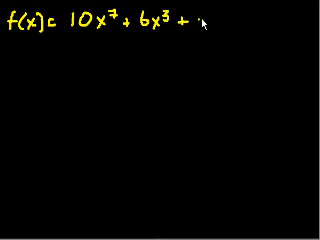 f(x) = 10x⁷ + 6x³ +